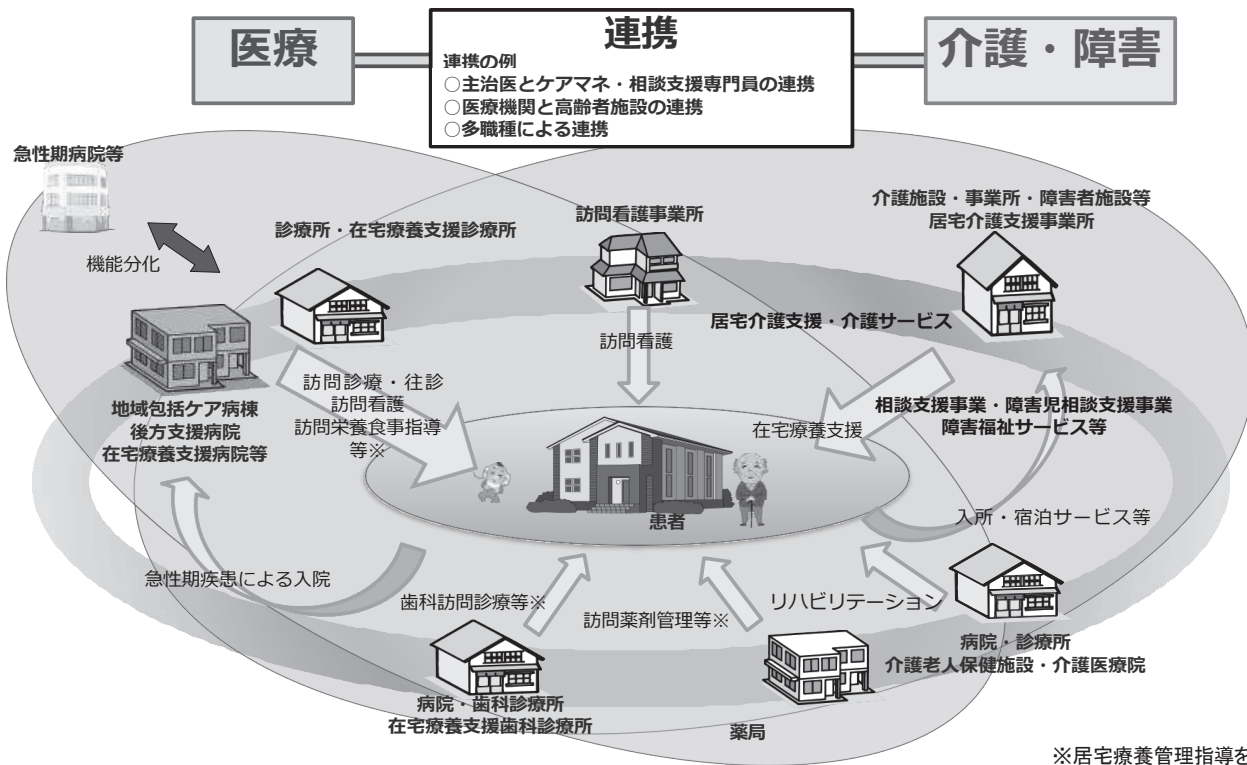 医療
連携
連携の例
○主治医とケアマネ・相談支援専門員の連携
○医療機関と高齢者施設の連携
○多職種による連携
介護・障害
急性期病院等
機能分化
診療所・在宅療養支援診療所
訪問看護事業所
介護施設・事業所・障害者施設等
居宅介護支援事業所
居宅介護支援・介護サービス
訪問看護
訪問診療・往診
訪問看護
訪問栄養食事指導
等※
地域包括ケア病棟
後方支援病院
在宅療養支援病院等
在宅療養支援
相談支援事業・障害児相談支援事業
障害福祉サービス等
患者
入所・宿泊サービス等
急性期疾患による入院
歯科訪問診療等※
訪問薬剤管理等※
リハビリテーション
病院・診療所
介護老人保健施設・介護医療院
病院・歯科診療所
在宅療養支援歯科診療所
薬局
※居宅療養管理指導を